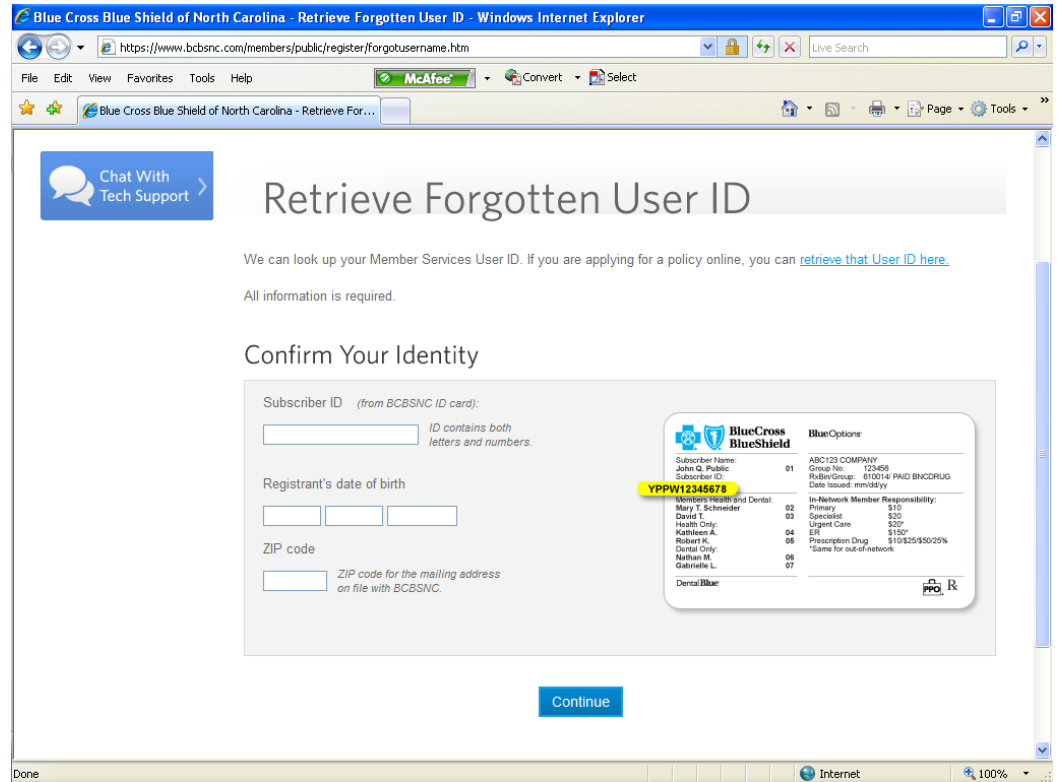 Blue Cross Blue Shield of North Carolina - Retrieve Forgotten User ID - Windows Internet Explorer
https://www.bcbsnc.com/members/public/register/forgotusername.htm
Live Search
File Edit View Favorites Tools Help
McAfee
Convert
Select
Blue Cross Blue Shield of North Carolina - Retrieve For...
Page
Tools
»
Chat With
Tech Support
Retrieve Forgotten User ID
We can look up your Member Services User ID. If you are applying for a policy online, you can retrieve that User ID here.
All information is required.
Confirm Your Identity
Subscriber ID (from BCBSNC ID card):
ID contains both
letters and numbers.
Registrant's date of birth
ZIP code
ZIP code for the mailing address
on file with BCBSNC.
BlueCross
BlueShield
BlueOptions
Subscriber Name:
John Q. Public 01
Subscriber ID:
YPPW12345678
Members Health and Dental:
Mary T. Schneider 02
David T. 03
Health Only:
Kathleen A. 04
Robert K. 05
Dental Only:
Nathan M. 06
Gabrielle L. 07
Dental Blue
ABC123 COMPANY
Group No: 123456
RxBin/Group: 610014/ PAID BNCDRUG
Date Issued: mm/dd/yy
In-Network Member Responsibility:
Primary $10
Specialist $20
Urgent Care $20*
ER $150*
Prescription Drug $10/$25/$50/25%
*Same for out-of-network
PPO
Rx
Continue
Done
Internet
100%